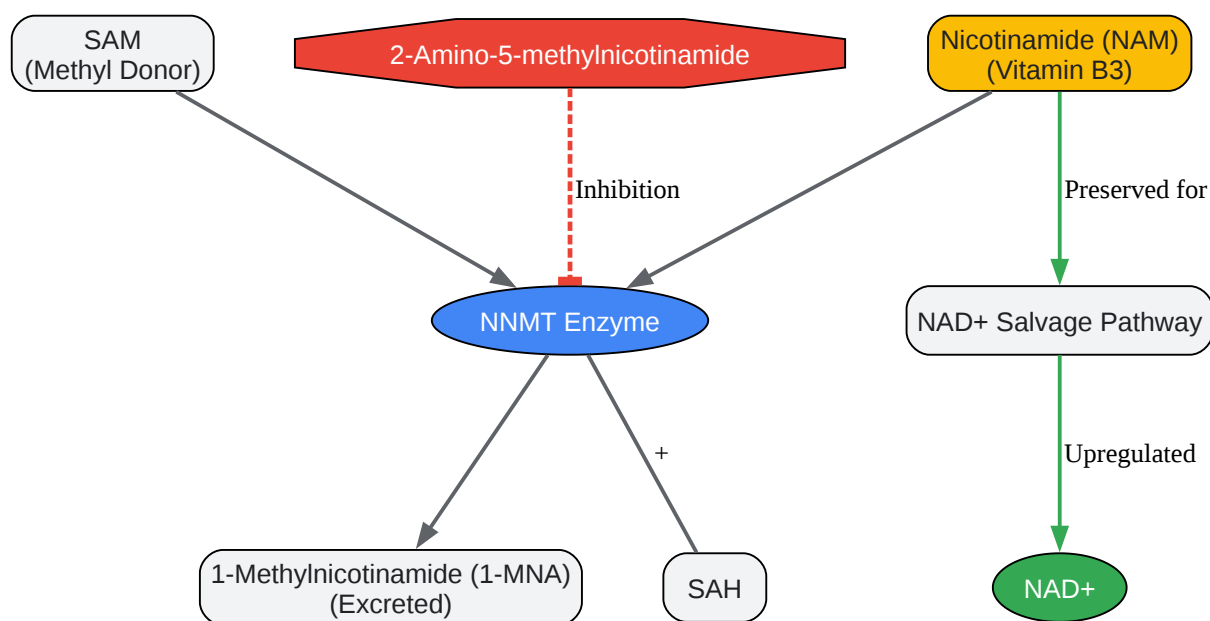 SAM
(Methyl Donor)
2-Amino-5-methylnicotinamide
Nicotinamide (NAM)
(Vitamin B3)
Inhibition
Preserved for
NNMT Enzyme
NAD+ Salvage Pathway
+
Upregulated
1-Methylnicotinamide (1-MNA)
(Excreted)
SAH
NAD+